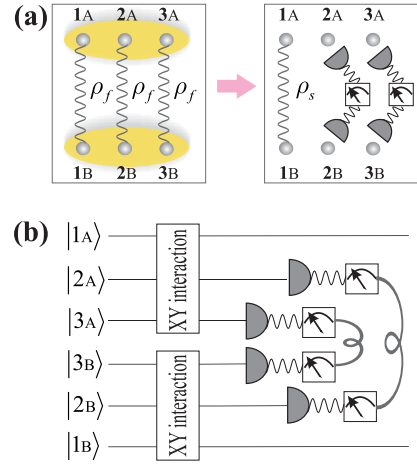 (a)
1A 2A 3A
ρf ρf ρf
1B 2B 3B
1A 2A 3A
ρs
1B 2B 3B
(b)
|1A⟩
|2A⟩
|3A⟩
XY interaction
|3B⟩
|2B⟩
|1B⟩
XY interaction